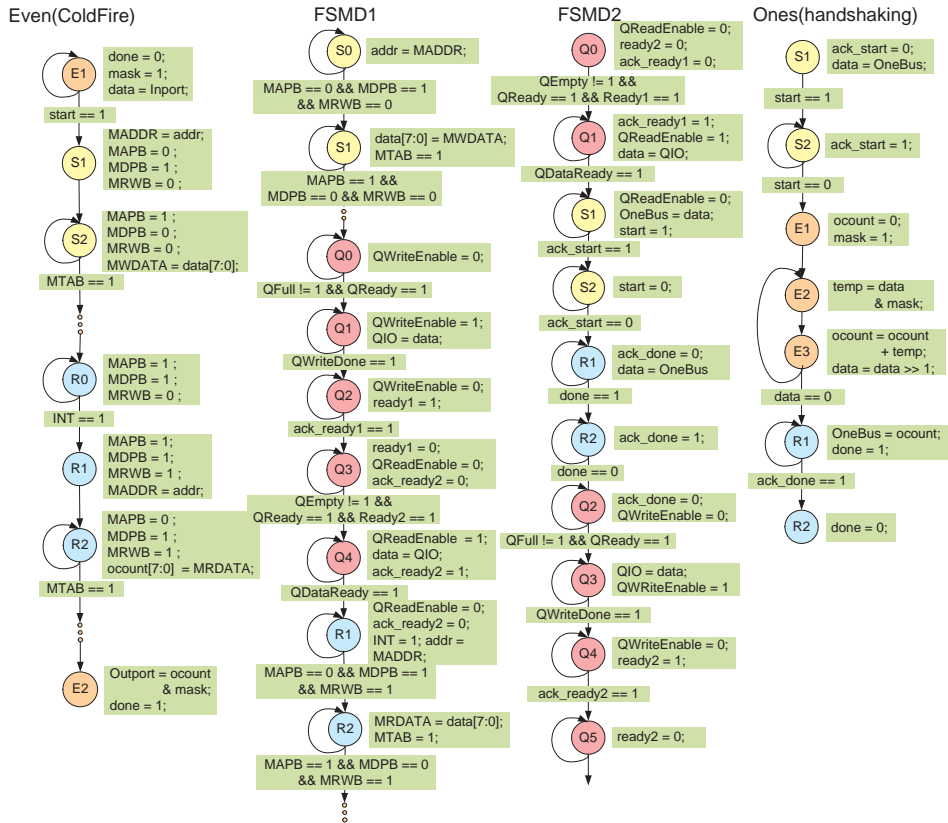 Even(ColdFire)
E1
done = 0;
mask = 1;
data = Inport;
start == 1
S1
MADDR = addr;
MAPB = 0 ;
MDPB = 1 ;
MRWB = 0 ;
S2
MAPB = 1 ;
MDPB = 0 ;
MRWB = 0 ;
MWDATA = data[7:0];
MTAB == 1
R0
MAPB = 1 ;
MDPB = 1 ;
MRWB = 0 ;
INT == 1
R1
MAPB = 1;
MDPB = 1;
MRWB = 1 ;
MADDR = addr;
R2
MAPB = 0 ;
MDPB = 1 ;
MRWB = 1 ;
ocount[7:0] = MRDATA;
MTAB == 1
E2
Outport = ocount
& mask;
done = 1;
FSMD1
S0
addr = MADDR;
MAPB == 0 && MDPB == 1
&& MRWB == 0
S1
data[7:0] = MWDATA;
MTAB == 1
MAPB == 1 &&
MDPB == 0 && MRWB == 0
Q0
QWriteEnable = 0;
QFull != 1 && QReady == 1
Q1
QWriteEnable = 1;
QIO = data;
QWriteDone == 1
Q2
QWriteEnable = 0;
ready1 = 1;
ack_ready1 == 1
Q3
ready1 = 0;
QReadEnable = 0;
ack_ready2 = 0;
QEmpty != 1 &&
QReady == 1 && Ready2 == 1
Q4
QReadEnable = 1;
data = QIO;
ack_ready2 = 1;
QDataReady == 1
R1
QReadEnable = 0;
ack_ready2 = 0;
INT = 1; addr =
MADDR;
MAPB == 0 && MDPB == 1
&& MRWB == 1
R2
MRDATA = data[7:0];
MTAB = 1;
MAPB == 1 && MDPB == 0
&& MRWB == 1
FSMD2
Q0
QReadEnable = 0;
ready2 = 0;
ack_ready1 = 0;
QEmpty != 1 &&
QReady == 1 && Ready1 == 1
Q1
ack_ready1 = 1;
QReadEnable = 1;
data = QIO;
QDataReady == 1
S1
QReadEnable = 0;
OneBus = data;
start = 1;
ack_start == 1
S2
start = 0;
ack_start == 0
R1
ack_done = 0;
data = OneBus
done == 1
R2
ack_done = 1;
done == 0
Q2
ack_done = 0;
QWriteEnable = 0;
QFull != 1 && QReady == 1
Q3
QIO = data;
QWRiteEnable = 1
QWriteDone == 1
Q4
QWriteEnable = 0;
ready2 = 1;
ack_ready2 == 1
Q5
ready2 = 0;
Ones(handshaking)
S1
ack_start = 0;
data = OneBus;
start == 1
S2
ack_start = 1;
start == 0
E1
ocount = 0;
mask = 1;
E2
temp = data
& mask;
E3
ocount = ocount
+ temp;
data = data >> 1;
data == 0
R1
OneBus = ocount;
done = 1;
ack_done == 1
R2
done = 0;